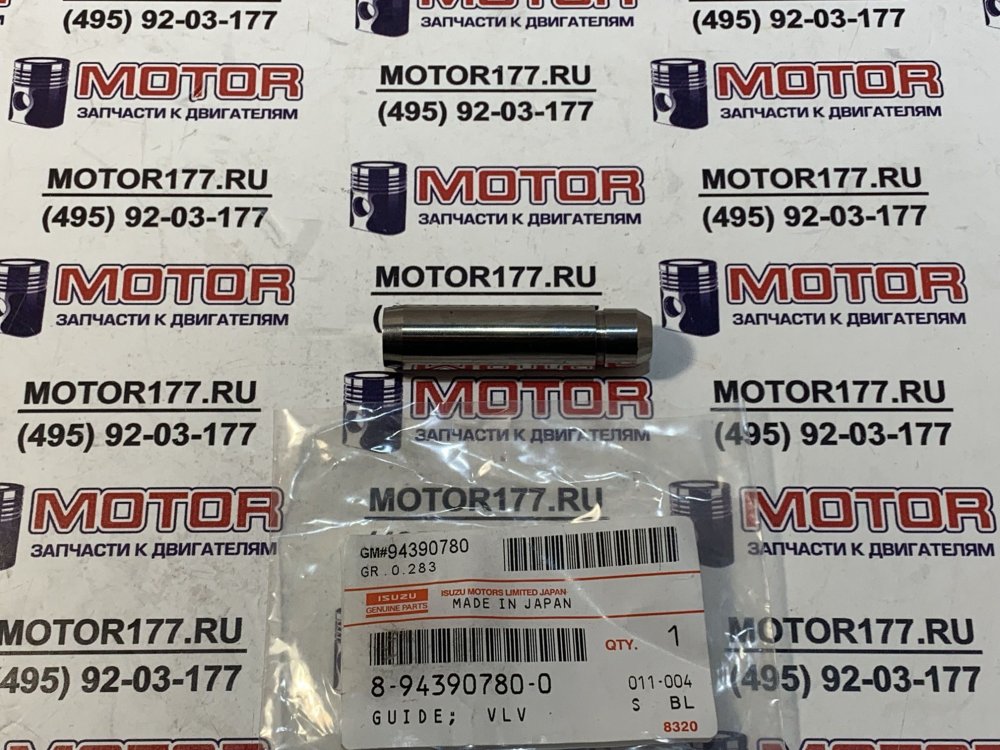 (495) 92-03-177
(495) 92-03-177
MOTOR
ЗАПЧАСТИ К ДВИГАТЕЛЯМ
MOTOR177.RU
(495) 92-03-177
MOTOR
ЗАПЧАСТИ К ДВИГАТЕЛЯМ
MOTOR177.RU
(495) 92-03-177
MOTOR
ЗАПЧАСТИ К ДВИГАТЕЛЯМ
MOTOR177.RU
(495) 92-03-177
MOTOR
ЗАПЧАСТИ К ДВИГАТЕЛЯМ
MOTOR177.RU
MOTOR
ЗАПЧАСТИ К ДВИГАТЕЛЯМ
MOTOR177.RU
(495) 92-03-177
MOTOR
ЗАПЧАСТИ К ДВИГАТЕЛЯМ
MOTOR177.RU
(495) 92-03-177
MOTOR
ЗАПЧАСТИ К ДВИГАТЕЛЯМ
MOTOR177.RU
MOTOR
ЗАПЧАСТИ К ДВИГАТЕЛЯМ
MOTOR177.RU
(495) 92-03-177
MOTOR177.RU
(495) 92-03-177
GM#94390780
GR.0.283
ISUZU
GENUINE PARTS
ISUZU MOTORS LIMITED JAPAN
MADE IN JAPAN
QTY. 1
8-94390780-0
011-004
GUIDE; VLV
S BL
8320